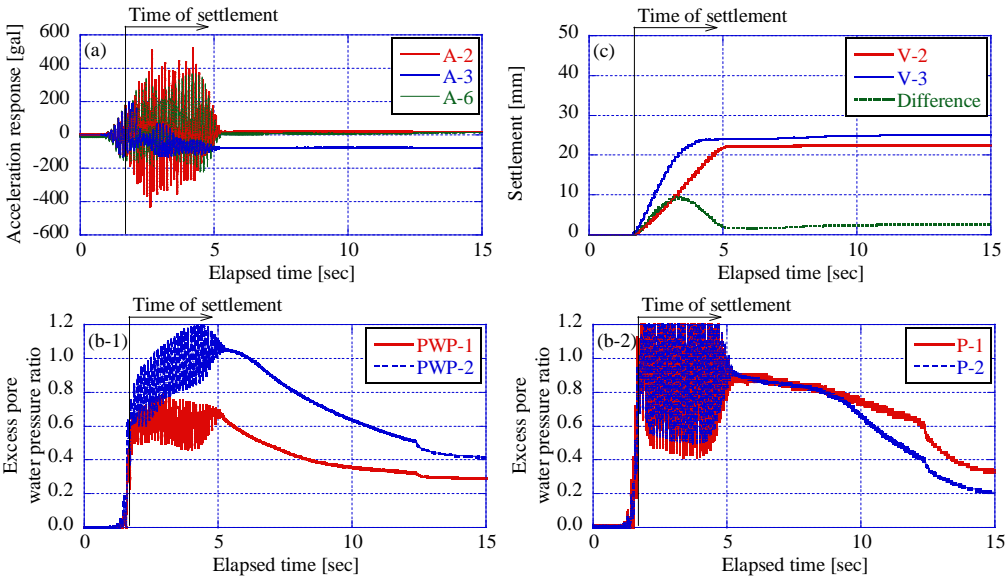 Time of settlement
Acceleration response [gal]
600
400
200
0
-200
-400
-600
(a)
A-2
A-3
A-6
0
5
10
15
Elapsed time [sec]
Time of settlement
Settlement [mm]
50
40
30
20
10
0
(c)
V-2
V-3
Difference
0
5
10
15
Elapsed time [sec]
Time of settlement
Excess pore
water pressure ratio
1.2
1.0
0.8
0.6
0.4
0.2
0.0
(b-1)
PWP-1
PWP-2
0
5
10
15
Elapsed time [sec]
Time of settlement
Excess pore
water pressure ratio
1.2
1.0
0.8
0.6
0.4
0.2
0.0
(b-2)
P-1
P-2
0
5
10
15
Elapsed time [sec]